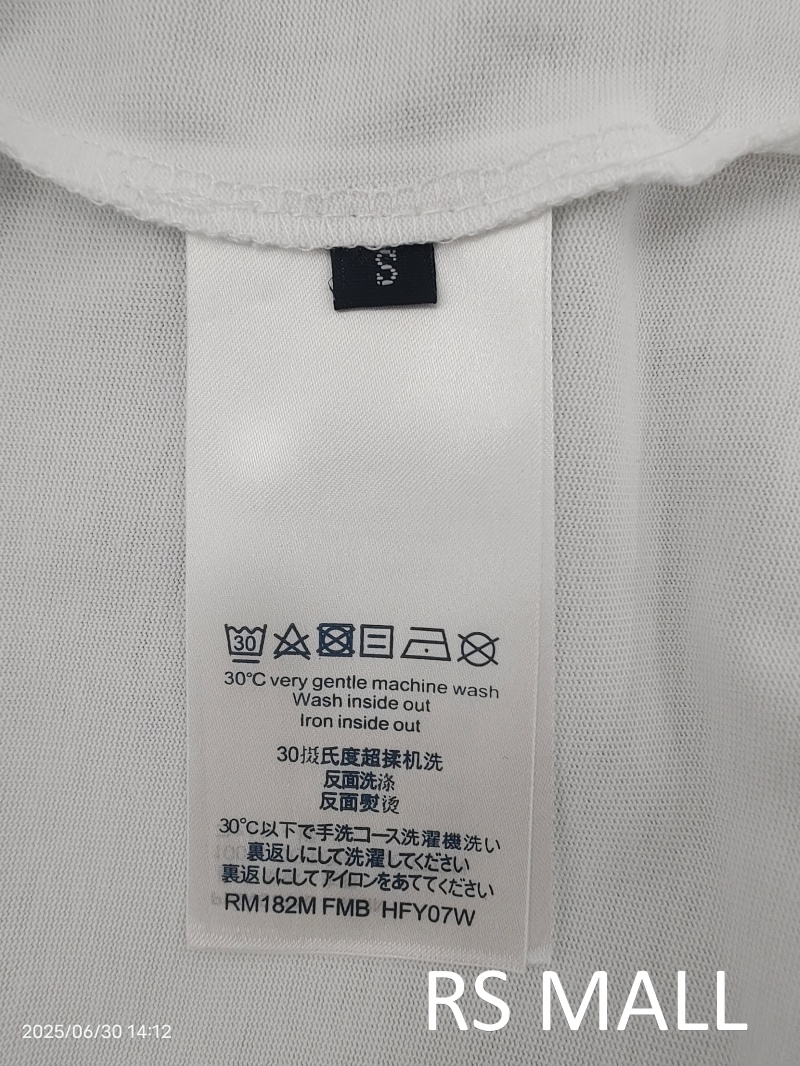 S
30
30°C very gentle machine wash
Wash inside out
Iron inside out
30摄氏度超揉机洗
反面洗涤
反面熨烫
30℃以下で手洗コース洗濯機洗い
裏返しにして洗濯してください
裏返しにしてアイロンをあててください
RM182M FMB HFY07W
RS MALL
2025/06/30 14:12